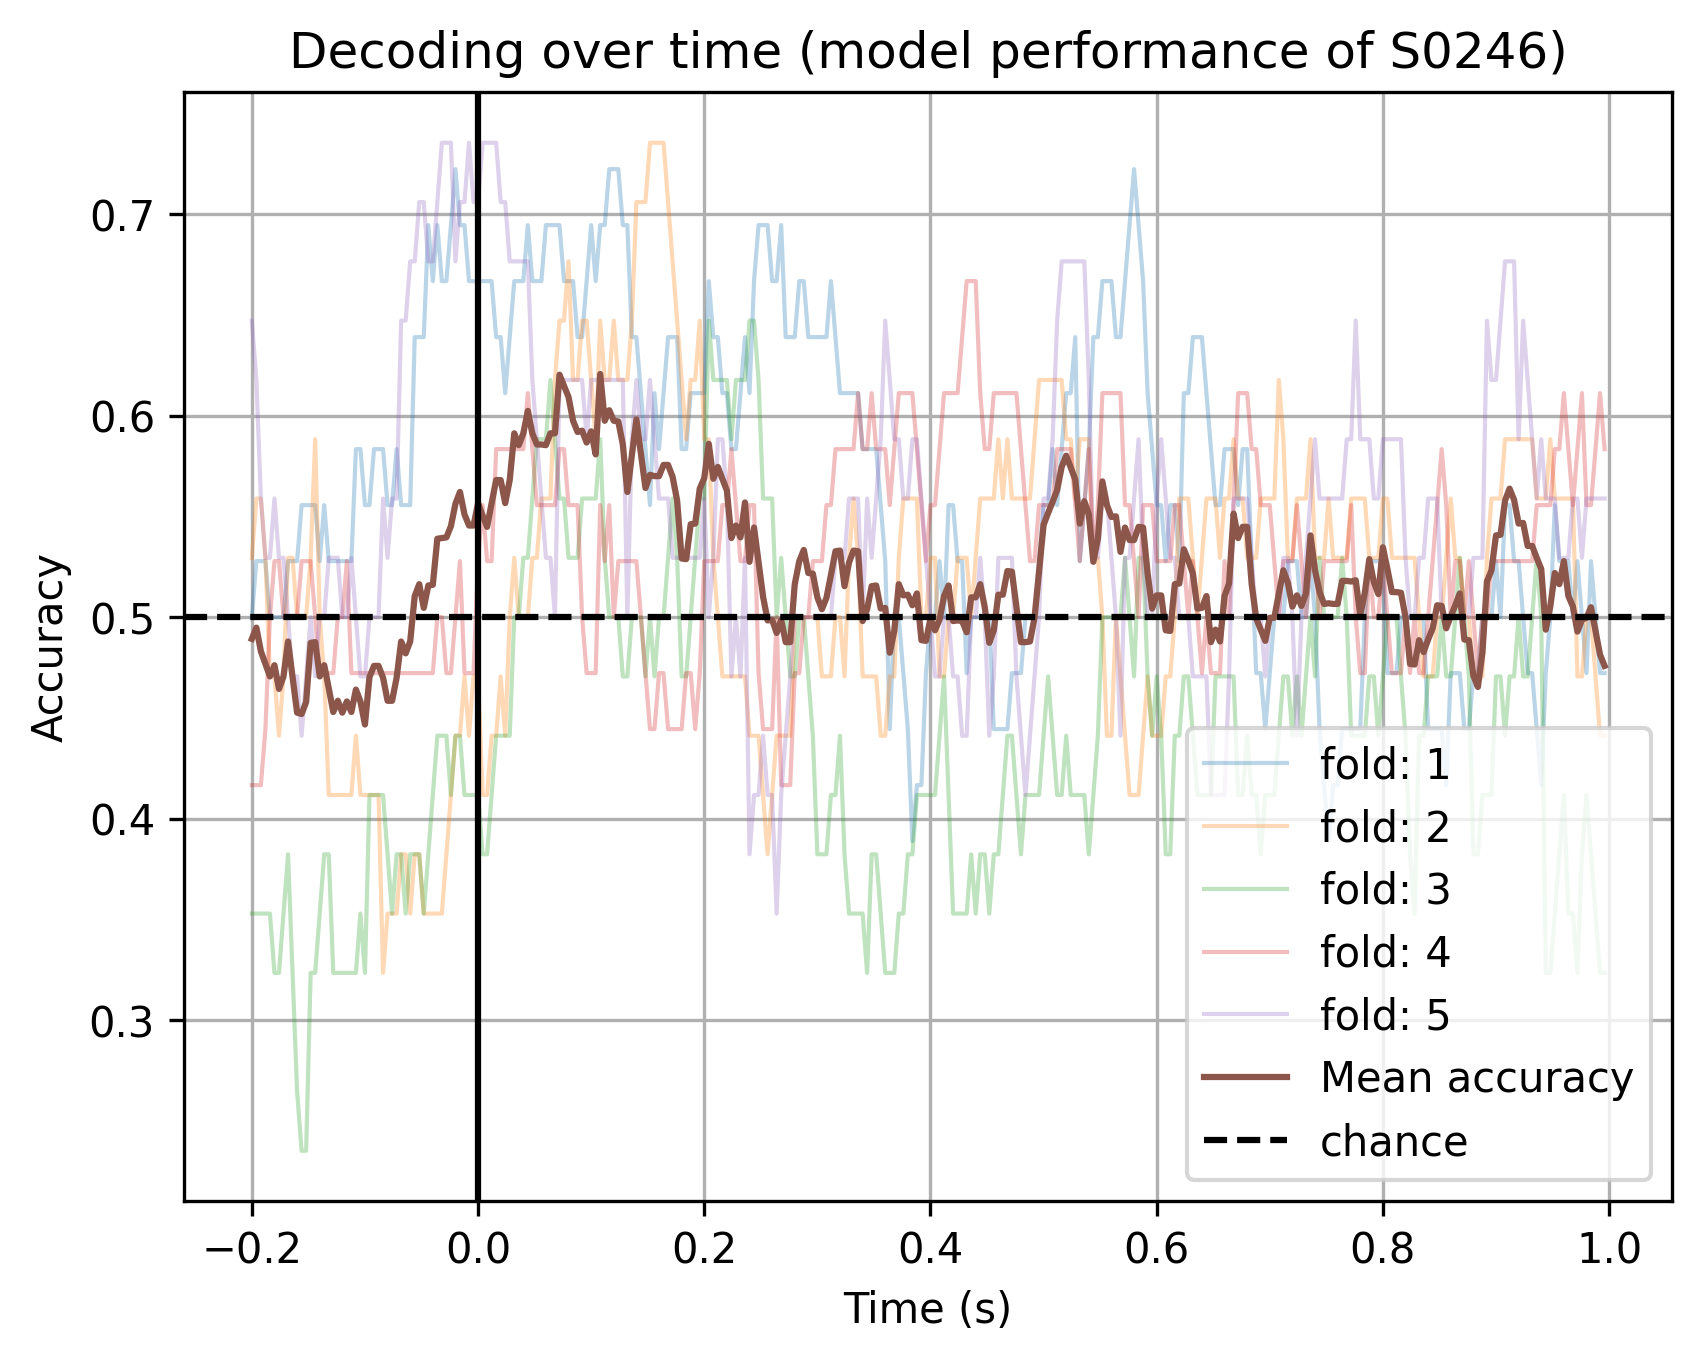 Decoding over time (model performance of S0246)
Accuracy
0.7
0.6
0.5
0.4
0.3
−0.2
0.0
0.2
0.4
0.6
0.8
1.0
Time (s)
fold: 1
fold: 2
fold: 3
fold: 4
fold: 5
Mean accuracy
chance